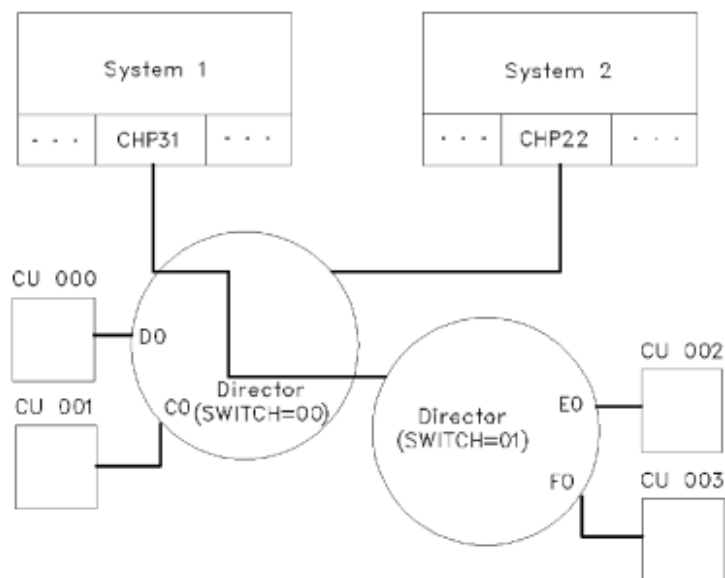 System 1
System 2
· · · CHP31 · · ·
· · · CHP22 · · ·
CU 000
D0
CU 001
C0
Director
(SWITCH=00)
Director
(SWITCH=01)
CU 002
E0
F0
CU 003